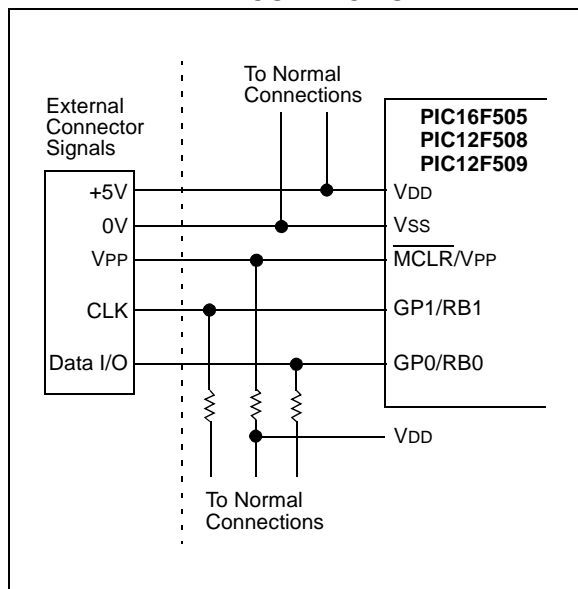 To Normal
Connections
External
Connector
Signals
PIC16F505
PIC12F508
PIC12F509
+5V
VDD
0V
VSS
VPP
MCLR/VPP
CLK
GP1/RB1
Data I/O
GP0/RB0
VDD
To Normal
Connections